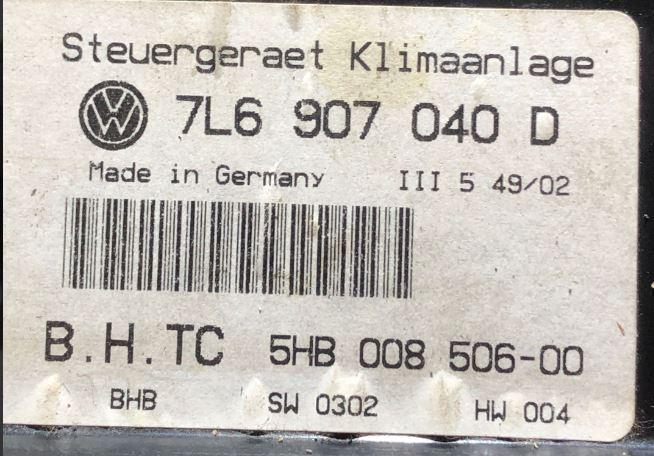 Steuergeraet Klimaanlage
VW 7L6 907 040 D
Made in Germany III 5 49/02
B.H.TC 5HB 008 506-00
BHB SW 0302 HW 004